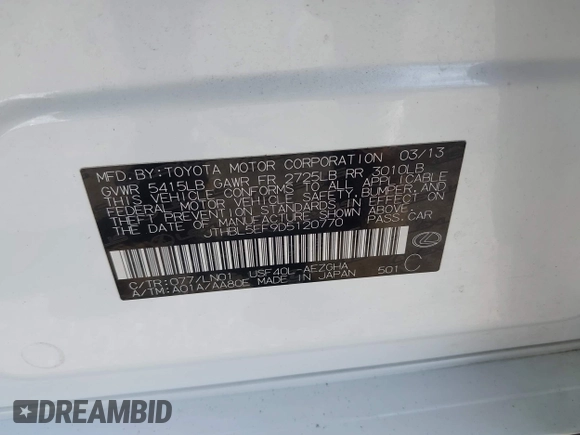 MFD. BY: TOYOTA MOTOR CORPORATION 03/13
GVWR 5415LB GAWR FR 2725LB RR 3010LB
THIS VEHICLE CONFORMS TO ALL APPLICABLE
FEDERAL MOTOR VEHICLE SAFETY, BUMPER, AND
THEFT PREVENTION STANDARDS IN EFFECT ON
THE DATE OF MANUFACTURE SHOWN ABOVE.
JTHBL5EF9D5120770 PASS.CAR
C/TR: 077/LN01 USF40L-AEZGHA
A/TM: A01A/AA80E MADE IN JAPAN 501 C
DREAMBID